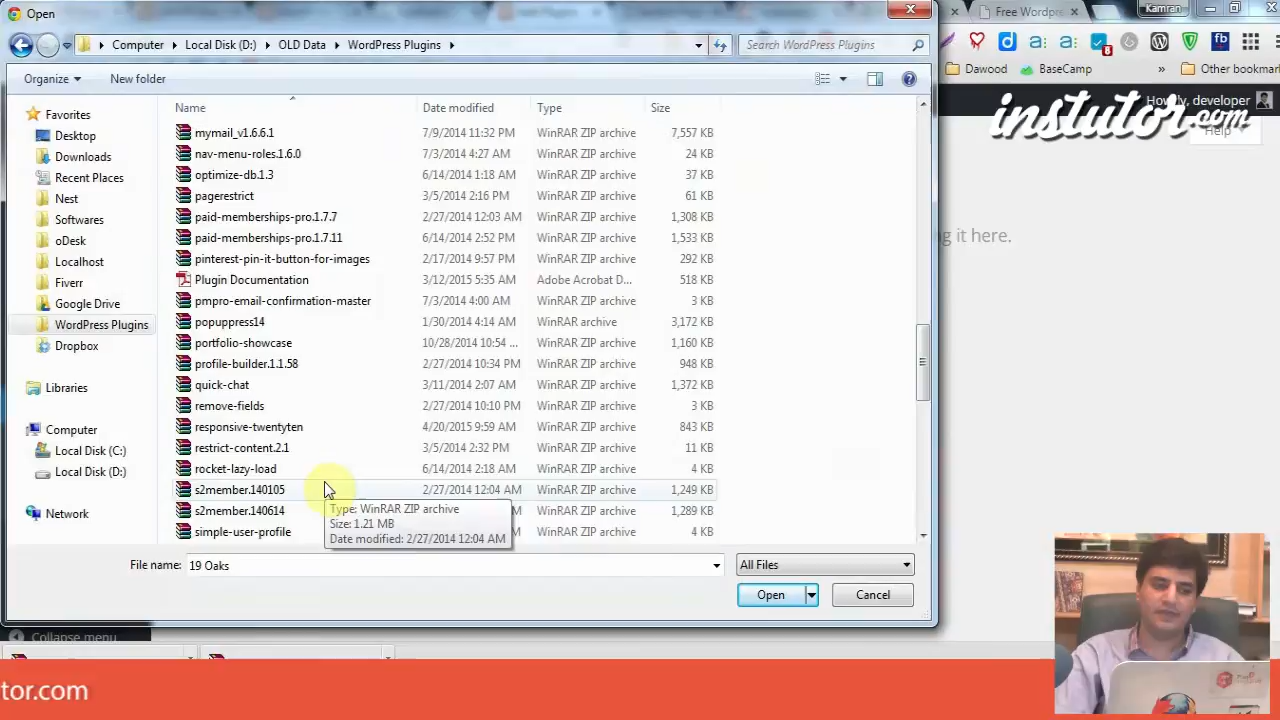 Open
Free Wordpre
Kamran
Computer
Local Disk (D:)
OLD Data
WordPress Plugins
Search WordPress Plugins
Organize
New folder
Dawood
BaseCamp
»
Other bookmar
8
Howdy, developer
instutor.com
Help
Favorites
Desktop
Downloads
Recent Places
Nest
Softwares
oDesk
Localhost
Fiverr
Google Drive
WordPress Plugins
Dropbox
Libraries
Computer
Local Disk (C:)
Local Disk (D:)
Network
Name Date modified Type Size
mymail_v1.6.6.1 7/9/2014 11:32 PM WinRAR ZIP archive 7,557 KB
nav-menu-roles.1.6.0 7/3/2014 4:27 AM WinRAR ZIP archive 24 KB
optimize-db.1.3 6/14/2014 1:18 AM WinRAR ZIP archive 37 KB
pagerestrict 3/5/2014 2:16 PM WinRAR ZIP archive 61 KB
paid-memberships-pro.1.7.7 2/27/2014 12:03 AM WinRAR ZIP archive 1,308 KB
paid-memberships-pro.1.7.11 6/14/2014 2:52 PM WinRAR ZIP archive 1,533 KB
pinterest-pin-it-button-for-images 2/17/2014 9:57 PM WinRAR ZIP archive 292 KB
Plugin Documentation 3/12/2015 5:35 AM Adobe Acrobat D... 518 KB
pmpro-email-confirmation-master 7/3/2014 4:00 AM WinRAR ZIP archive 3 KB
popuppress14 1/30/2014 4:14 AM WinRAR archive 3,172 KB
portfolio-showcase 10/28/2014 10:54 ... WinRAR ZIP archive 1,160 KB
profile-builder.1.1.58 2/27/2014 10:34 PM WinRAR ZIP archive 948 KB
quick-chat 3/11/2014 2:07 AM WinRAR ZIP archive 1,372 KB
remove-fields 2/27/2014 10:10 PM WinRAR ZIP archive 3 KB
responsive-twentyten 4/20/2015 9:59 AM WinRAR ZIP archive 843 KB
restrict-content.2.1 3/5/2014 2:32 PM WinRAR ZIP archive 11 KB
rocket-lazy-load 6/14/2014 2:18 AM WinRAR ZIP archive 4 KB
s2member.140105 2/27/2014 12:04 AM WinRAR ZIP archive 1,249 KB
s2member.140614 WinRAR ZIP archive 1,289 KB
simple-user-profile WinRAR ZIP archive 4 KB
Type: WinRAR ZIP archive
Size: 1.21 MB
Date modified: 2/27/2014 12:04 AM
g it here.
File name: 19 Oaks
All Files
Open
Cancel
Collapse menu
tor.com